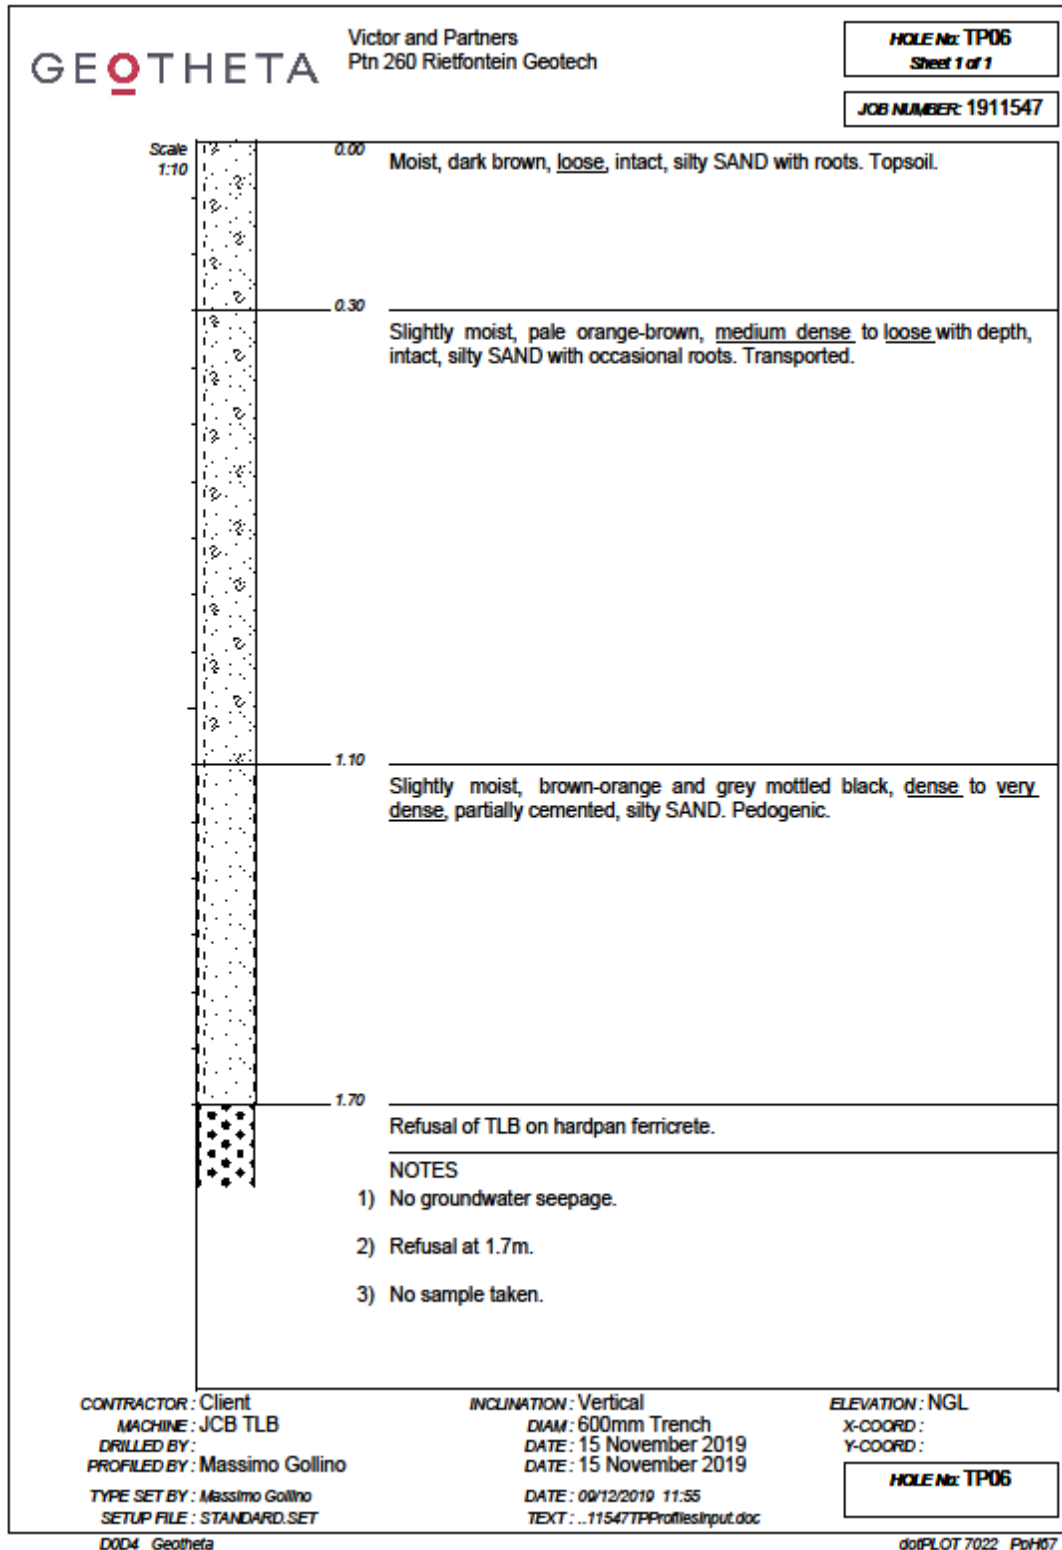 GEOTHETA
Victor and Partners
Ptn 260 Rietfontein Geotech
HOLE No: TP06
Sheet 1 of 1
JOB NUMBER: 1911547
Scale
1:10
0.00
Moist, dark brown, loose, intact, silty SAND with roots. Topsoil.
0.30
Slightly moist, pale orange-brown, medium dense to loose with depth,
intact, silty SAND with occasional roots. Transported.
1.10
Slightly moist, brown-orange and grey mottled black, dense to very
dense, partially cemented, silty SAND. Pedogenic.
1.70
Refusal of TLB on hardpan ferricrete.
NOTES
1) No groundwater seepage.
2) Refusal at 1.7m.
3) No sample taken.
CONTRACTOR : Client
MACHINE : JCB TLB
DRILLED BY :
PROFILED BY : Massimo Gollino
TYPE SET BY : Massimo Gollino
SETUP FILE : STANDARD.SET
INCLINATION : Vertical
DIAM : 600mm Trench
DATE : 15 November 2019
DATE : 15 November 2019
DATE : 09/12/2019 11:55
TEXT : ..11547TPProfilesInput.doc
ELEVATION : NGL
X-COORD :
Y-COORD :
HOLE No: TP06
D0D4 Geotheta
dotPLOT 7022 PpH67